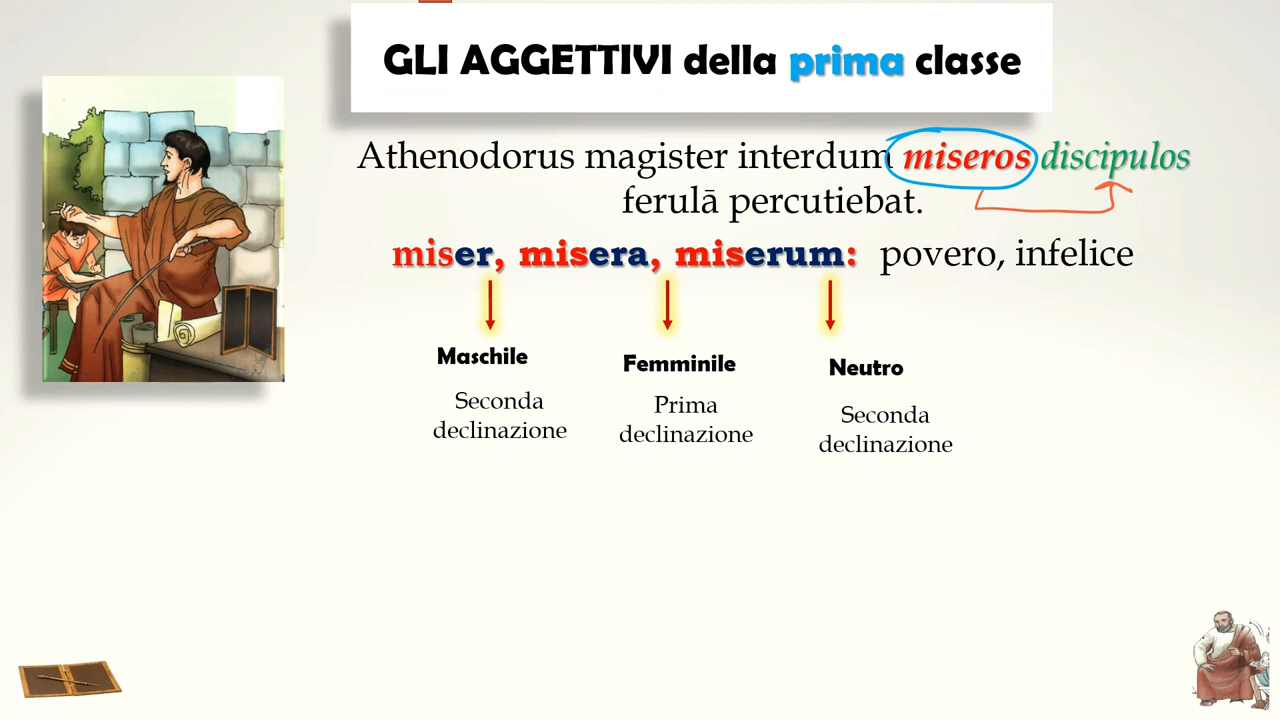 GLI AGGETTIVI della prima classe
Athenodorus magister interdum miseros discipulos
ferulā percutiebat.
miser, misera, miserum: povero, infelice
Maschile
Seconda
declinazione
Femminile
Prima
declinazione
Neutro
Seconda
declinazione